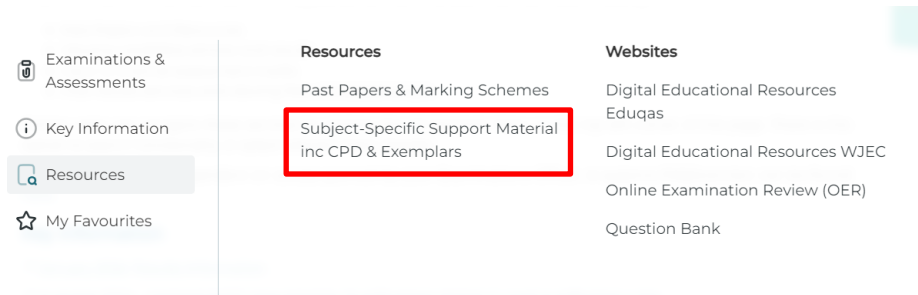 Examinations &
Assessments
Key Information
Resources
My Favourites
Resources
Past Papers & Marking Schemes
Subject-Specific Support Material
inc CPD & Exemplars
Websites
Digital Educational Resources
Eduqas
Digital Educational Resources WJEC
Online Examination Review (OER)
Question Bank